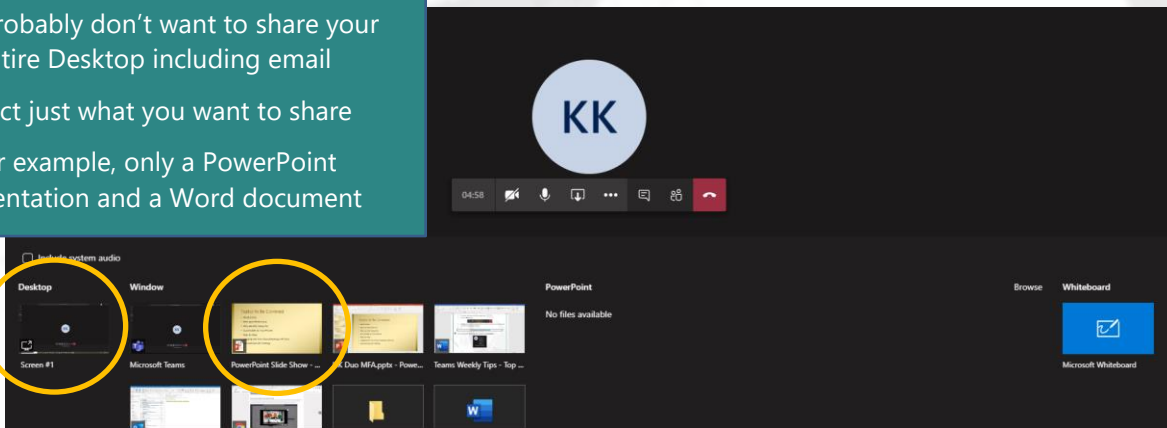 robably don't want to share your
tire Desktop including email
ct just what you want to share
r example, only a PowerPoint
entation and a Word document
KK
04:58
Include system audio
Desktop
Window
PowerPoint
Browse
Whiteboard
No files available
Screen #1
Microsoft Teams
PowerPoint Slide Show - ...
Duo MFA.pptx - Powe...
Teams Weekly Tips - Top ...
Microsoft Whiteboard